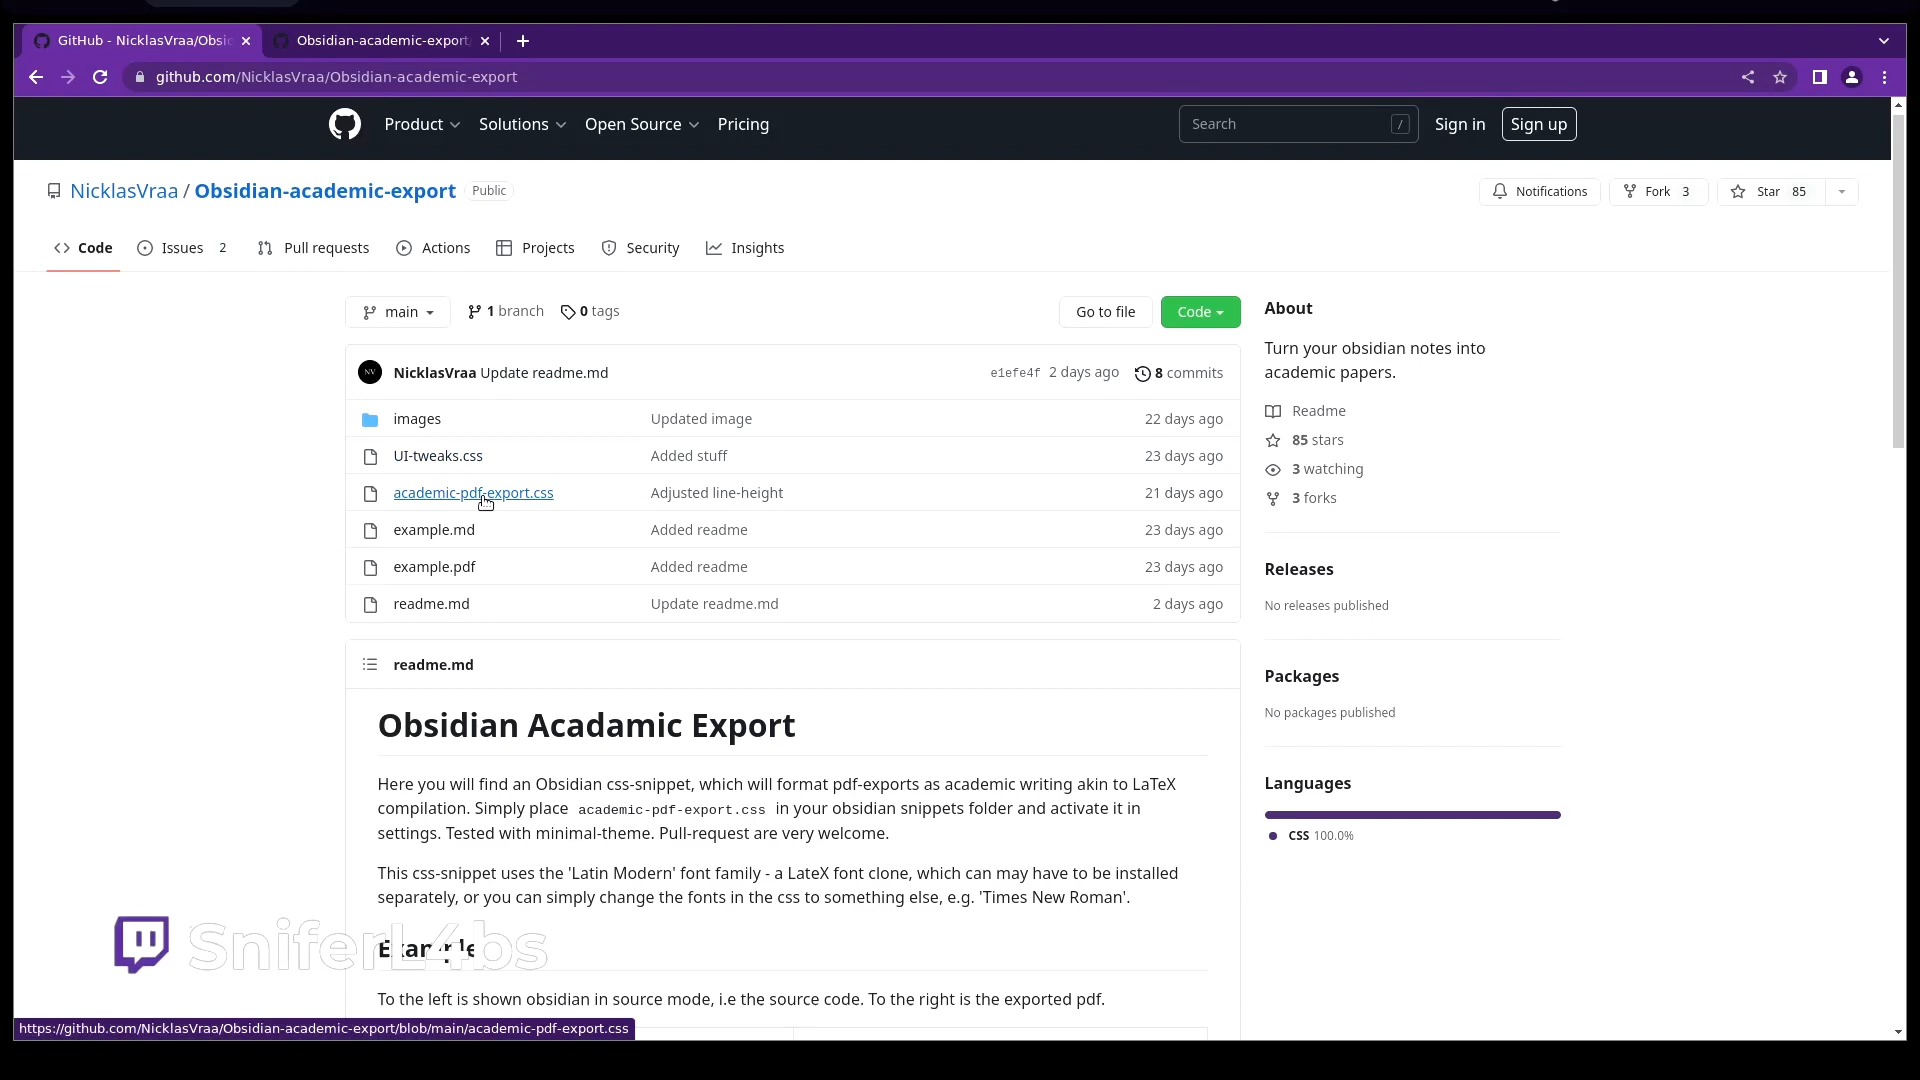 GitHub - NicklasVraa/Obsi
Obsidian-academic-export
github.com/NicklasVraa/Obsidian-academic-export
Product
Solutions
Open Source
Pricing
Search
/
Sign in
Sign up
NicklasVraa / Obsidian-academic-export Public
Notifications
Fork 3
Star 85
Code
Issues 2
Pull requests
Actions
Projects
Security
Insights
main
1 branch
0 tags
Go to file
Code
NicklasVraa Update readme.md e1efe4f 2 days ago 8 commits
images Updated image 22 days ago
UI-tweaks.css Added stuff 23 days ago
academic-pdf-export.css Adjusted line-height 21 days ago
example.md Added readme 23 days ago
example.pdf Added readme 23 days ago
readme.md Update readme.md 2 days ago
readme.md
Obsidian Acadamic Export
Here you will find an Obsidian css-snippet, which will format pdf-exports as academic writing akin to LaTeX
compilation. Simply place academic-pdf-export.css in your obsidian snippets folder and activate it in
settings. Tested with minimal-theme. Pull-request are very welcome.
This css-snippet uses the 'Latin Modern' font family - a LateX font clone, which can may have to be installed
separately, or you can simply change the fonts in the css to something else, e.g. 'Times New Roman'.
Example
To the left is shown obsidian in source mode, i.e the source code. To the right is the exported pdf.
About
Turn your obsidian notes into
academic papers.
Readme
85 stars
3 watching
3 forks
Releases
No releases published
Packages
No packages published
Languages
CSS 100.0%
SniferL4bs
https://github.com/NicklasVraa/Obsidian-academic-export/blob/main/academic-pdf-export.css